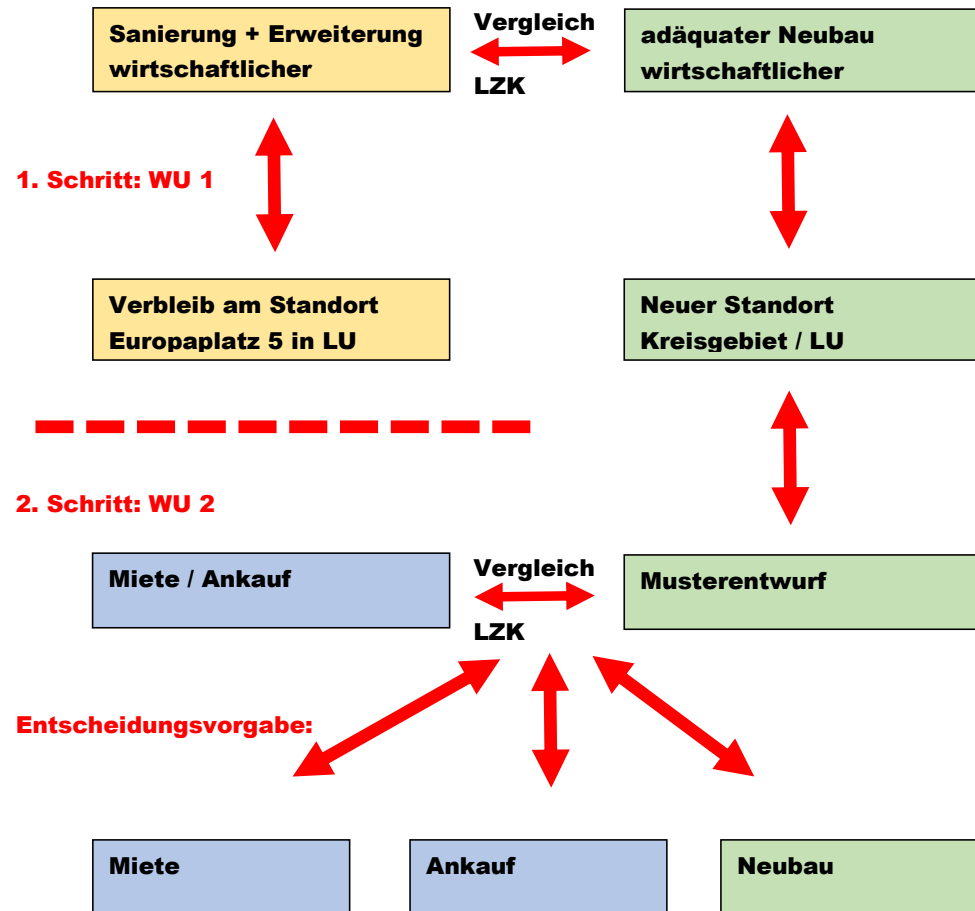 Sanierung + Erweiterung
wirtschaftlicher
Vergleich
LZK
adäquater Neubau
wirtschaftlicher
1. Schritt: WU 1
Verbleib am Standort
Europaplatz 5 in LU
Neuer Standort
Kreisgebiet / LU
2. Schritt: WU 2
Miete / Ankauf
Vergleich
LZK
Musterentwurf
Entscheidungsvorgabe:
Miete
Ankauf
Neubau